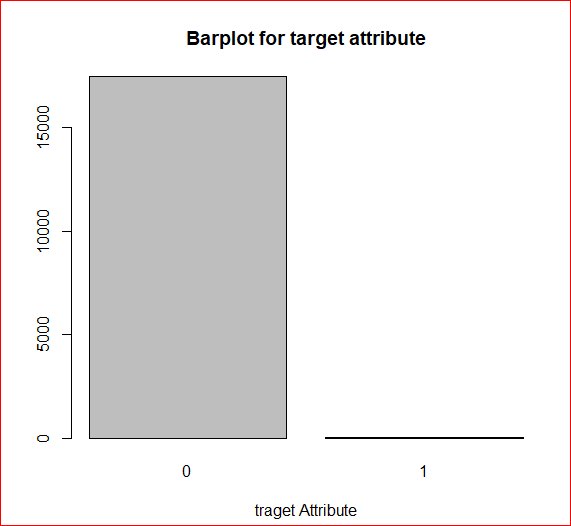 Barplot for target attribute
15000
10000
5000
0
0 1
traget Attribute